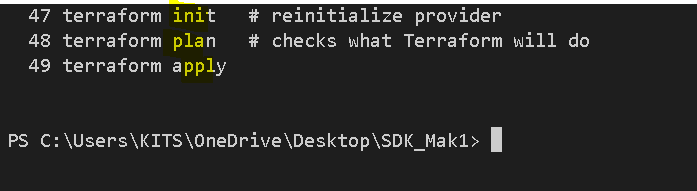 47 terraform init # reinitialize provider
48 terraform plan # checks what Terraform will do
49 terraform apply
PS C:\Users\KITS\OneDrive\Desktop\SDK_Mak1>